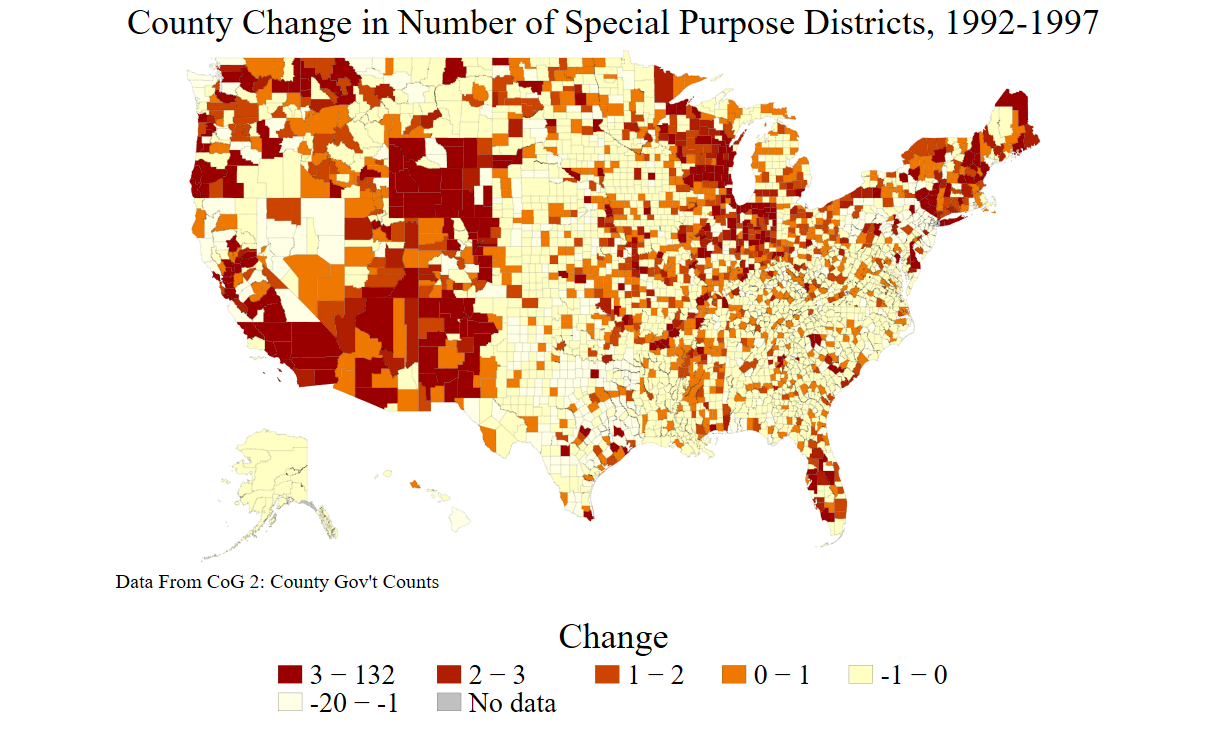 County Change in Number of Special Purpose Districts, 1992-1997
Data From CoG 2: County Gov't Counts
Change
3 − 132 2 − 3 1 − 2 0 − 1 -1 − 0
-20 − -1 No data